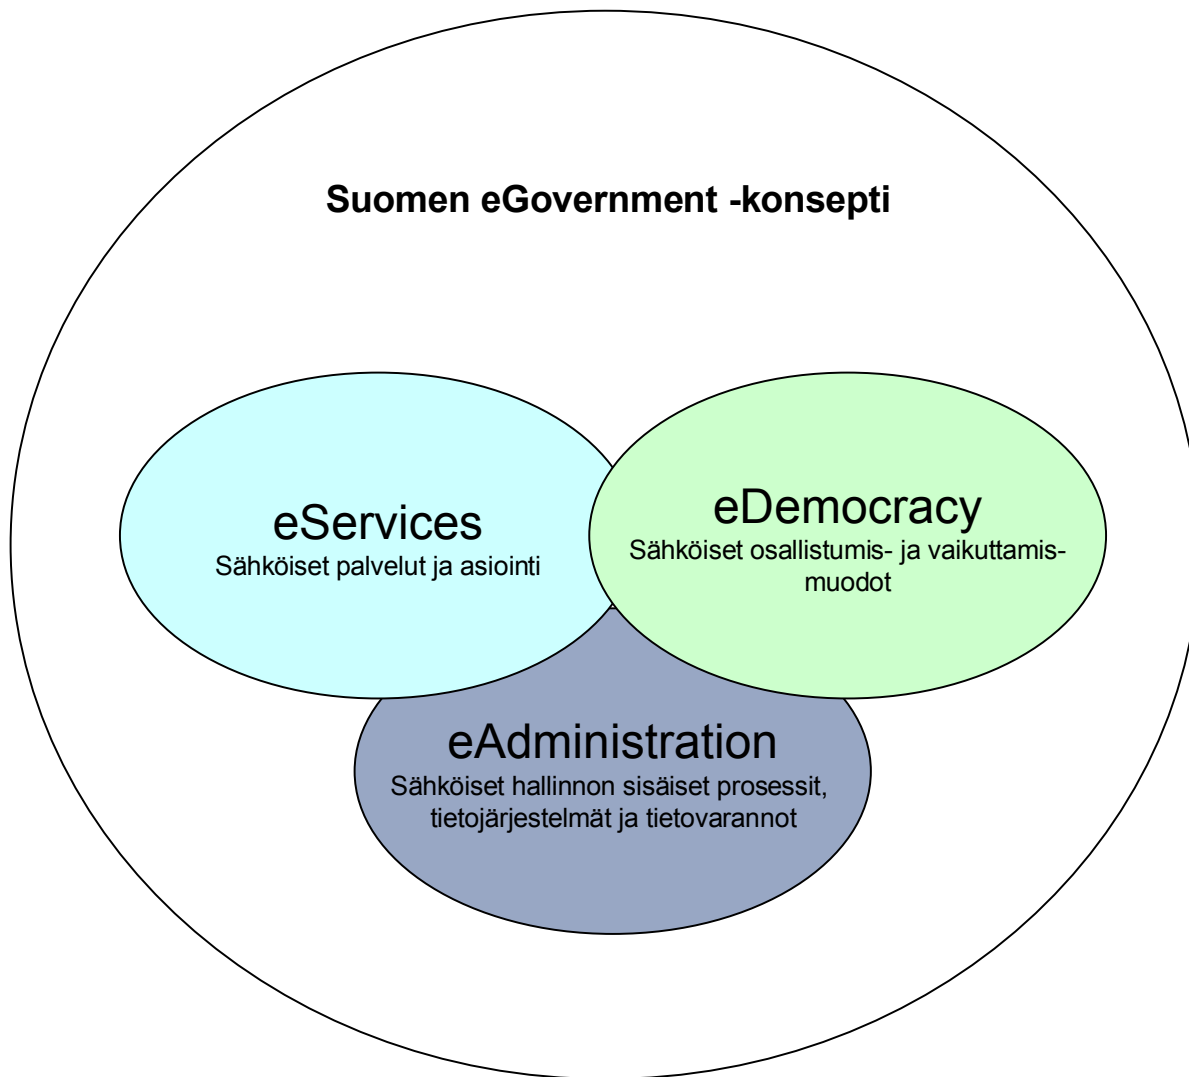 Suomen eGovernment -konsepti
eServices
Sähköiset palvelut ja asiointi
eDemocracy
Sähköiset osallistumis- ja vaikuttamis-
muodot
eAdministration
Sähköiset hallinnon sisäiset prosessit,
tietojärjestelmät ja tietovarannot